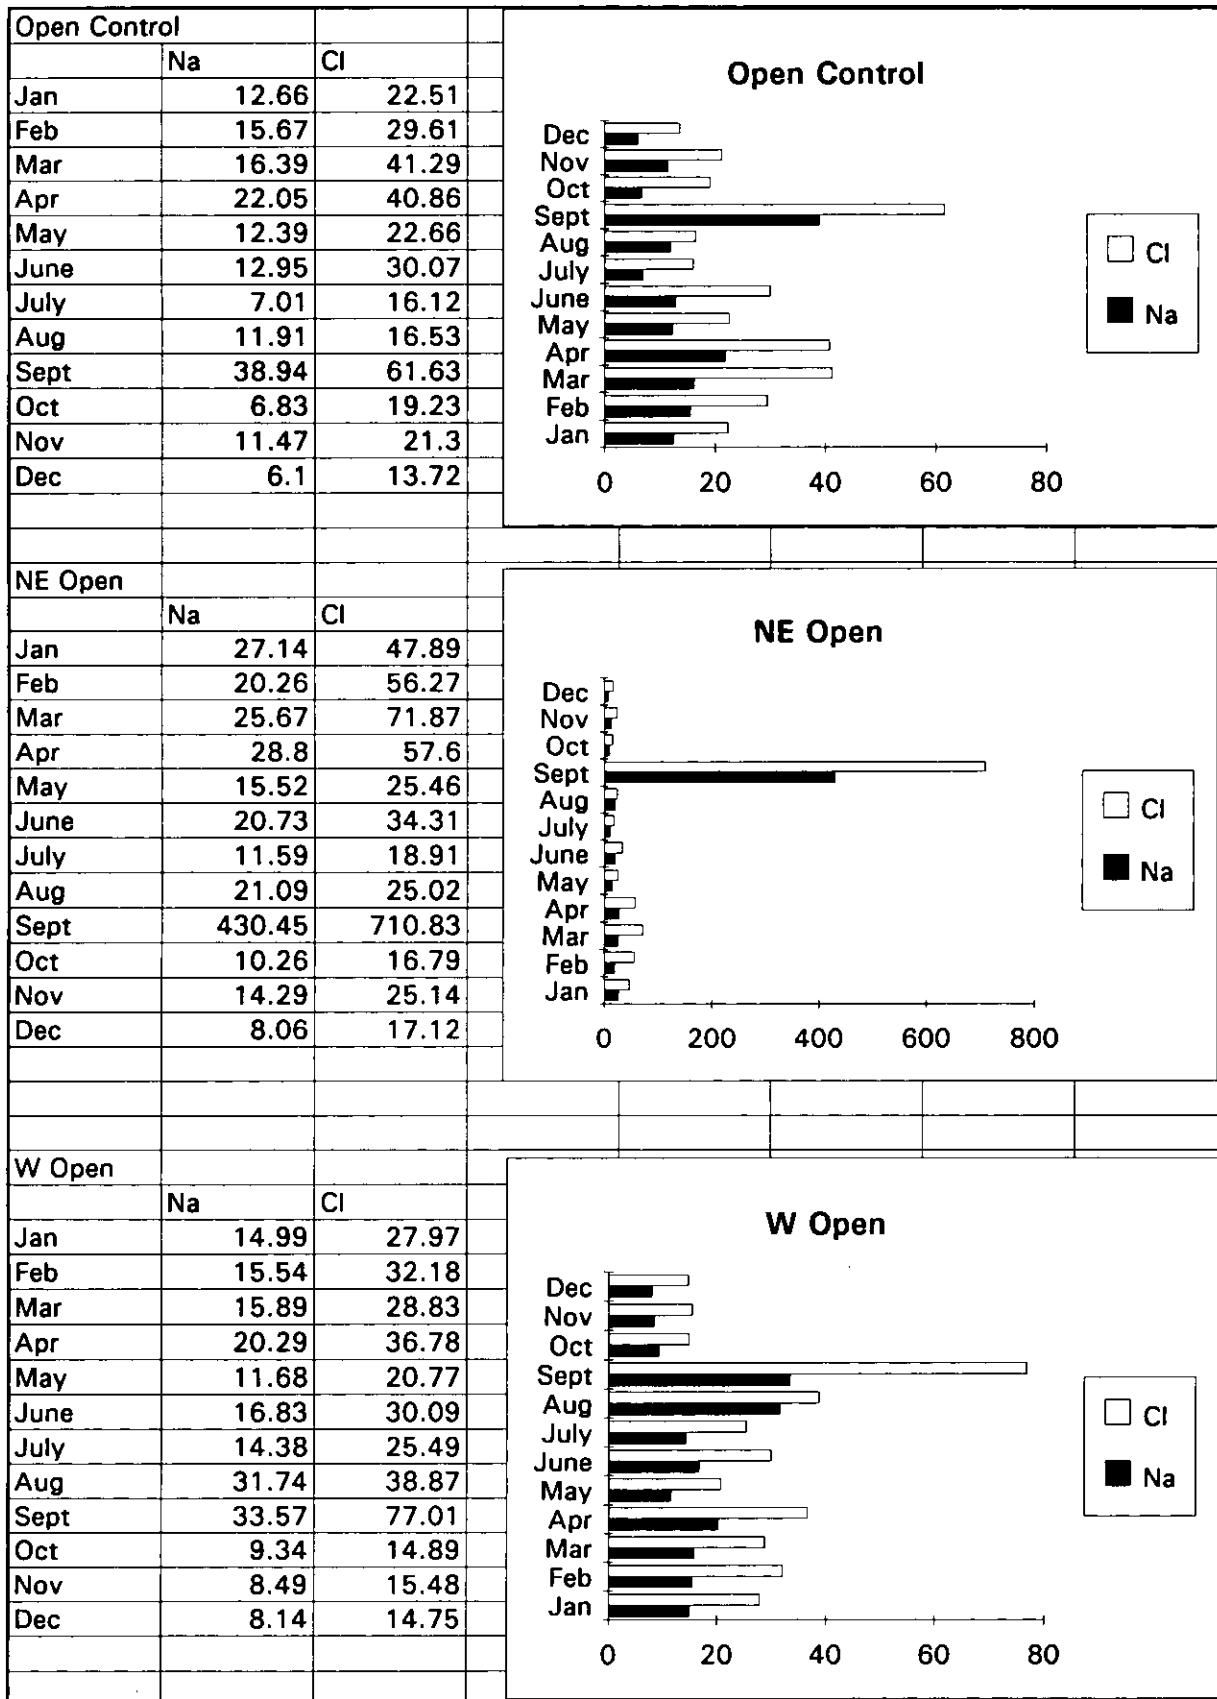 Open Control
Na Cl
Jan 12.66 22.51
Feb 15.67 29.61
Mar 16.39 41.29
Apr 22.05 40.86
May 12.39 22.66
June 12.95 30.07
July 7.01 16.12
Aug 11.91 16.53
Sept 38.94 61.63
Oct 6.83 19.23
Nov 11.47 21.3
Dec 6.1 13.72
Open Control
Dec
Nov
Oct
Sept
Aug
July
June
May
Apr
Mar
Feb
Jan
0 20 40 60 80
Cl
Na
NE Open
Na Cl
Jan 27.14 47.89
Feb 20.26 56.27
Mar 25.67 71.87
Apr 28.8 57.6
May 15.52 25.46
June 20.73 34.31
July 11.59 18.91
Aug 21.09 25.02
Sept 430.45 710.83
Oct 10.26 16.79
Nov 14.29 25.14
Dec 8.06 17.12
NE Open
Dec
Nov
Oct
Sept
Aug
July
June
May
Apr
Mar
Feb
Jan
0 200 400 600 800
Cl
Na
W Open
Na Cl
Jan 14.99 27.97
Feb 15.54 32.18
Mar 15.89 28.83
Apr 20.29 36.78
May 11.68 20.77
June 16.83 30.09
July 14.38 25.49
Aug 31.74 38.87
Sept 33.57 77.01
Oct 9.34 14.89
Nov 8.49 15.48
Dec 8.14 14.75
W Open
Dec
Nov
Oct
Sept
Aug
July
June
May
Apr
Mar
Feb
Jan
0 20 40 60 80
Cl
Na